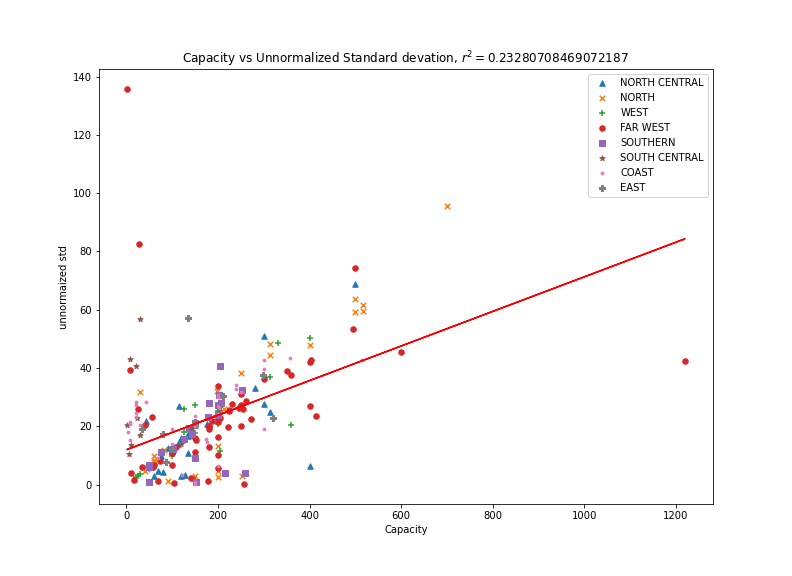 Capacity vs Unnormalized Standard devation, r² = 0.23280708469072187
140
120
100
80
60
40
20
0
unnormaized std
NORTH CENTRAL
NORTH
WEST
FAR WEST
SOUTHERN
SOUTH CENTRAL
COAST
EAST
0 200 400 600 800 1000 1200
Capacity